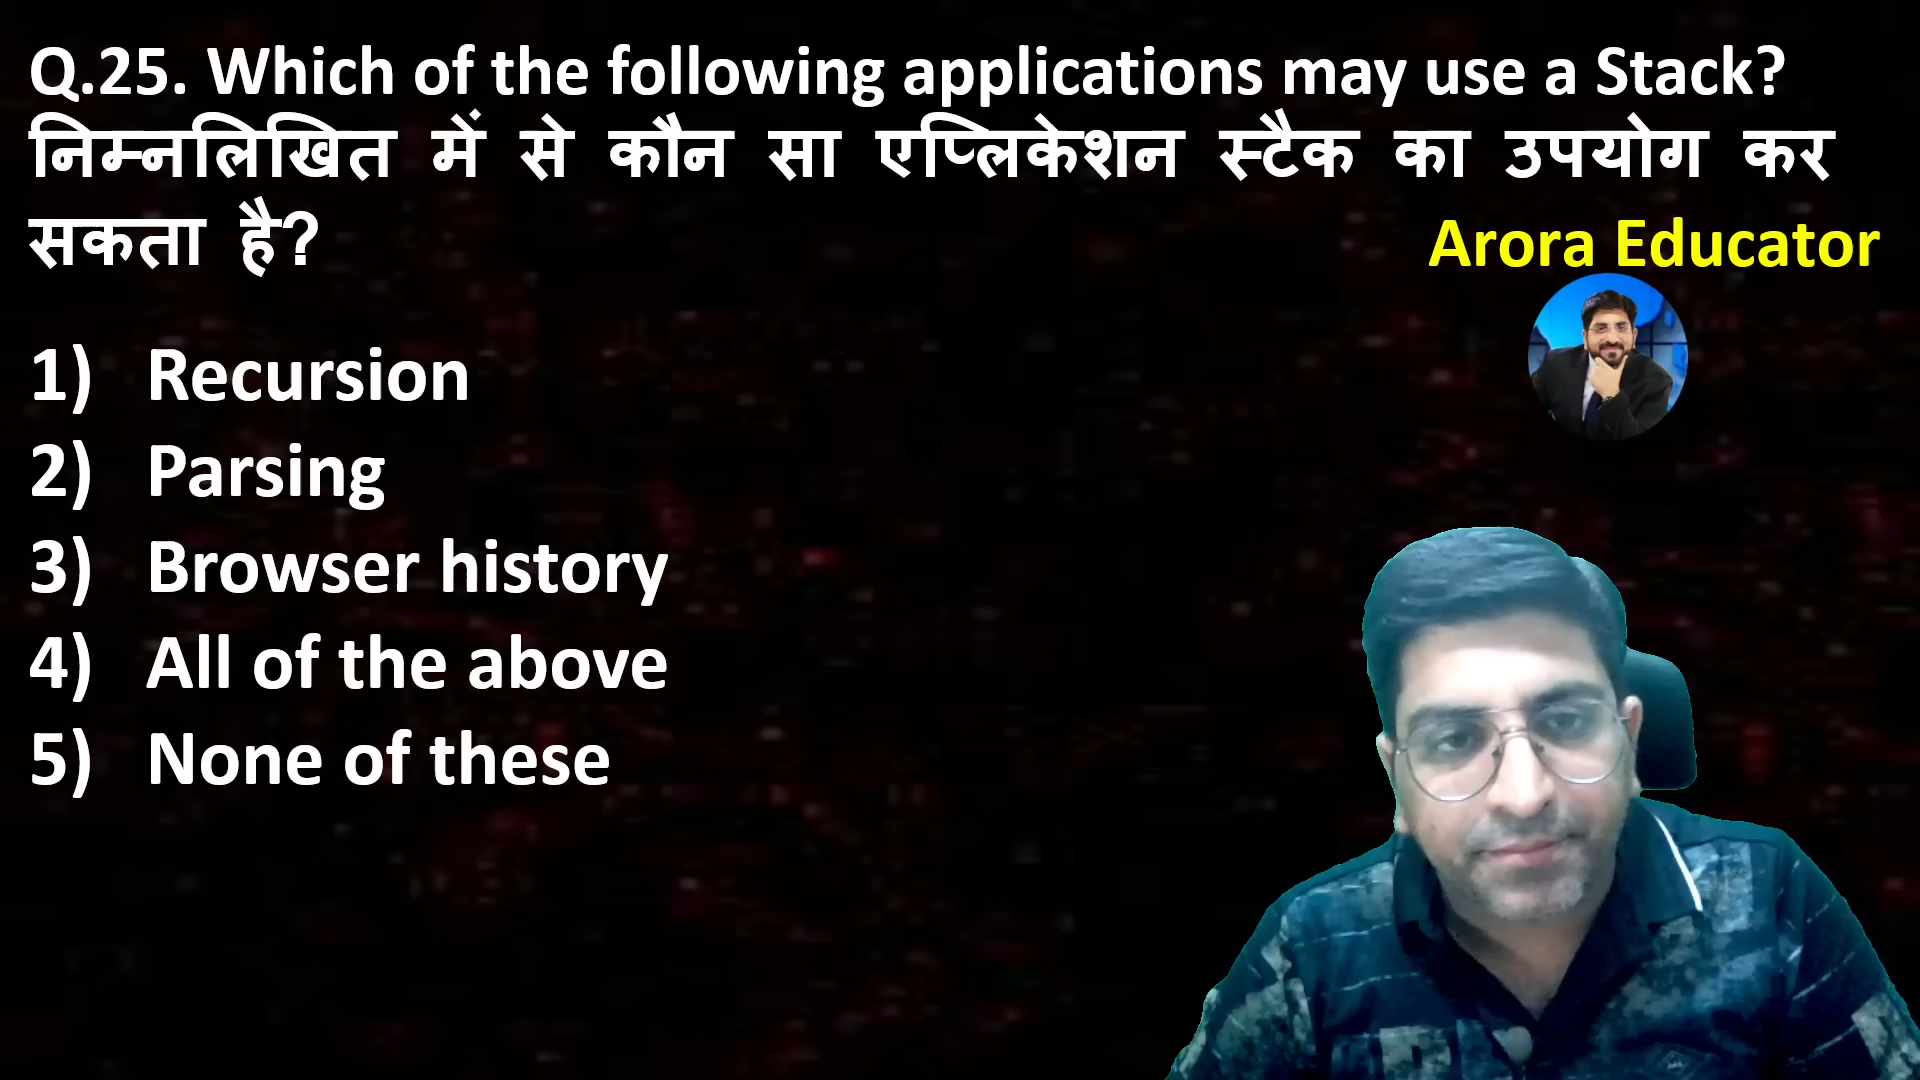 Q.25. Which of the following applications may use a Stack?
निम्नलिखित में से कौन सा एप्लिकेशन स्टैक का उपयोग कर
सकता है?
Arora Educator
1) Recursion
2) Parsing
3) Browser history
4) All of the above
5) None of these